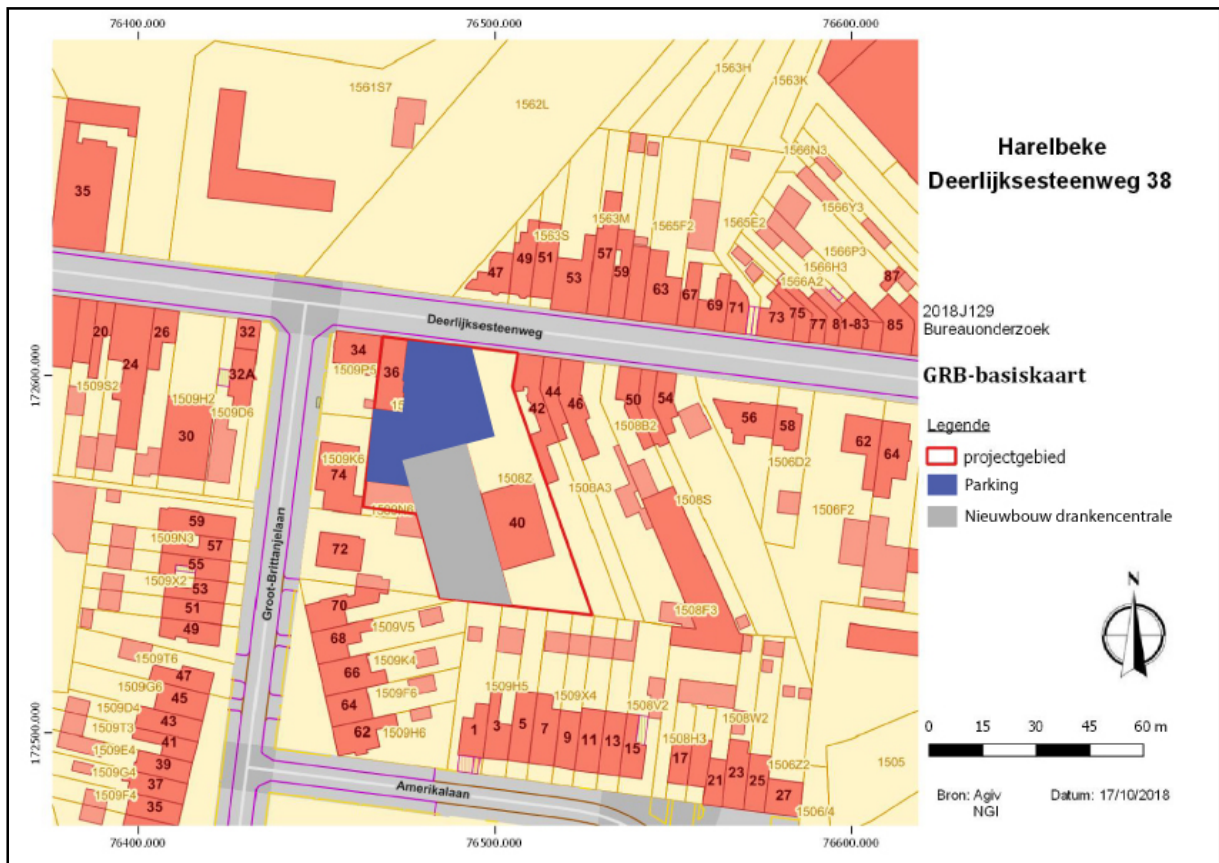 76400.000 76500.000 76600.000
Harelbeke
Deerlijksesteenweg 38
2018J129
Bureauonderzoek
GRB-basiskaart
Legende
projectgebied
Parking
Nieuwbouw drankencentrale
N
0 15 30 45 60 m
Bron: Agiv Datum: 17/10/2018
NGI
172600.000
172500.000
1563H
1563K
1561S7
1562L
1566N3
35
1563M
1565F2
1565E2
1566Y3
1563S
1566P3
1566H3
1566A2
47 49 51 53 57 59 63 67 69 71 73 75 77 81-83 85 87
Deerlijksesteenweg
20 24 26 32 32A
34 36
1509P5
1509S2
1509H2
1509D6
30
42 44 46 50 54 56 58 62 64
1508B2
1509K6
74
1508Z
1508A3
1508S
1506D2
1506F2
1509N6
40
72
59
1509N3
57
55
1509X2
53
51
49
Groot-Brittanjelaan
70
1509V5
68
1509K4
66
1509F6
64
62
1509H6
1508F3
1509T6
47
1509G6
45
1509D4
43
1509T3
41
1509E4
39
1509G4
37
1509F4
35
1509H5
1509X4
1508V2
1508W2
1508H3
1 3 5 7 9 11 13 15 17 21 23 25 27
1506Z2
1505
1506/4
Amerikalaan
76400.000 76500.000 76600.000